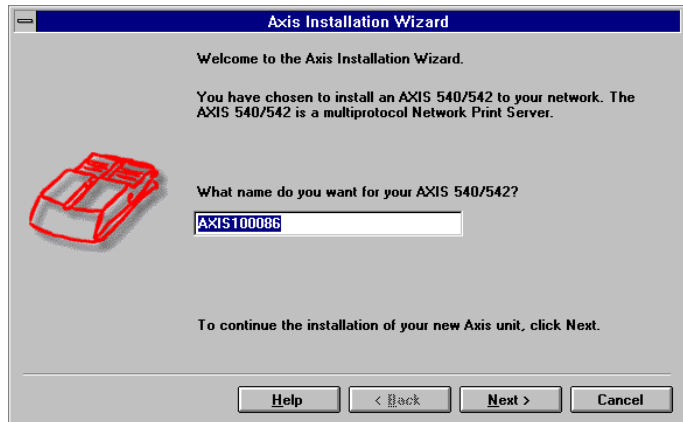 Axis Installation Wizard
Welcome to the Axis Installation Wizard.
You have chosen to install an AXIS 540/542 to your network. The
AXIS 540/542 is a multiprotocol Network Print Server.
What name do you want for your AXIS 540/542?
AXIS100086
To continue the installation of your new Axis unit, click Next.
Help < Back Next > Cancel